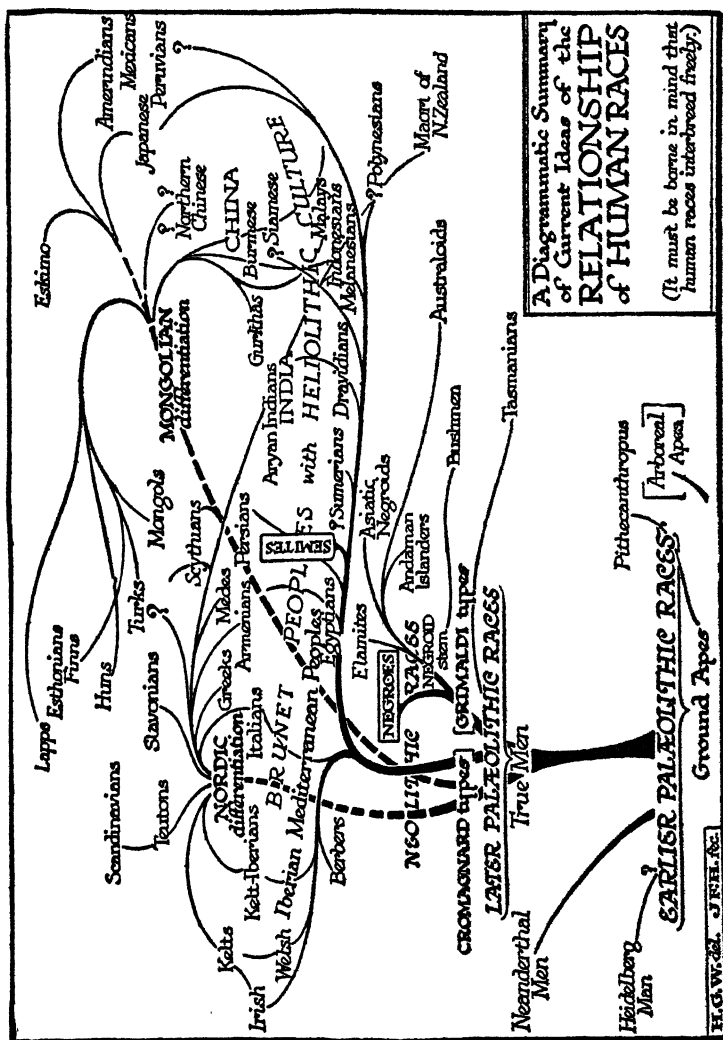 A Diagrammatic Summary
of Current Ideas of the
RELATIONSHIP
of HUMAN RACES
(It must be borne in mind that
human races interbreed freely.)
Eskimo
Amerindians
Mexicans
Peruvians
?
Japanese
?
?
Northern
Chinese
CHINA
Burmese
?
Siamese
Malays
Indonesians
Melanesians
? Polynesians
Maori of
N.Zealand
MONGOLIAN
differentiation
Gurkhas
Aryan Indians
INDIA
Dravidians
Australoids
Lapps
Esthonians
Finns
Huns
Turks
?
Mongols
Scythians
Scandinavians
Teutons
Slavonians
Greeks
Medes
Armenians
Persians
NORDIC
differentiation
Italians
Kelts
Kelt-Iberians
Irish
Welsh
Iberian
Mediterranean
Peoples
Egyptians
SEMITES
? Sumerians
BRUNET PEOPLES with HELIOLITHIC CULTURE
Berbers
Elamites
Asiatic
Negroids
Andaman
Islanders
Bushmen
Tasmanians
NEGROES
NEGROID
stem
NEOLITHIC RACES
CROMAGNARD types
GRIMALDI types
LATER PALÆOLITHIC RACES
True Men
Neanderthal
Men
Heidelberg
Man
?
EARLIER PALÆOLITHIC RACES
Pithecanthropus
Arboreal
Apes
Ground Apes
H.G.W. del. J.F.H. fec.